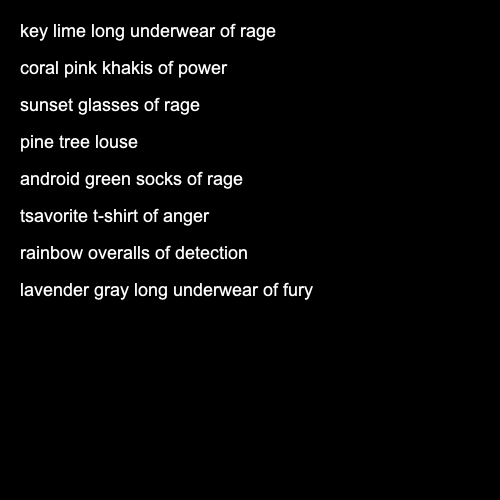 key lime long underwear of rage
coral pink khakis of power
sunset glasses of rage
pine tree louse
android green socks of rage
tsavorite t-shirt of anger
rainbow overalls of detection
lavender gray long underwear of fury